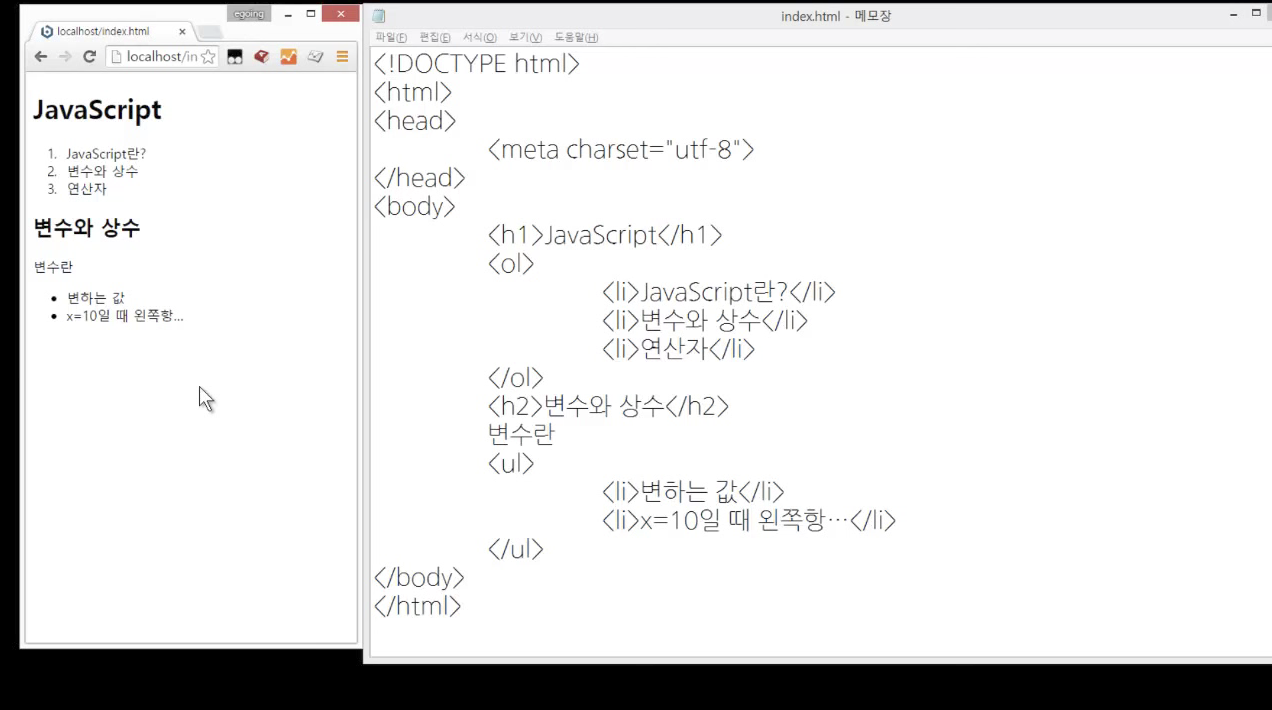 egoing
localhost/index.html
localhost/in
JavaScript
1. JavaScript란?
2. 변수와 상수
3. 연산자
변수와 상수
변수란
• 변하는 값
• x=10일 때 왼쪽항...
index.html - 메모장
파일(F) 편집(E) 서식(O) 보기(V) 도움말(H)
<!DOCTYPE html>
<html>
<head>
<meta charset="utf-8">
</head>
<body>
<h1>JavaScript</h1>
<ol>
<li>JavaScript란?</li>
<li>변수와 상수</li>
<li>연산자</li>
</ol>
<h2>변수와 상수</h2>
변수란
<ul>
<li>변하는 값</li>
<li>x=10일 때 왼쪽항…</li>
</ul>
</body>
</html>